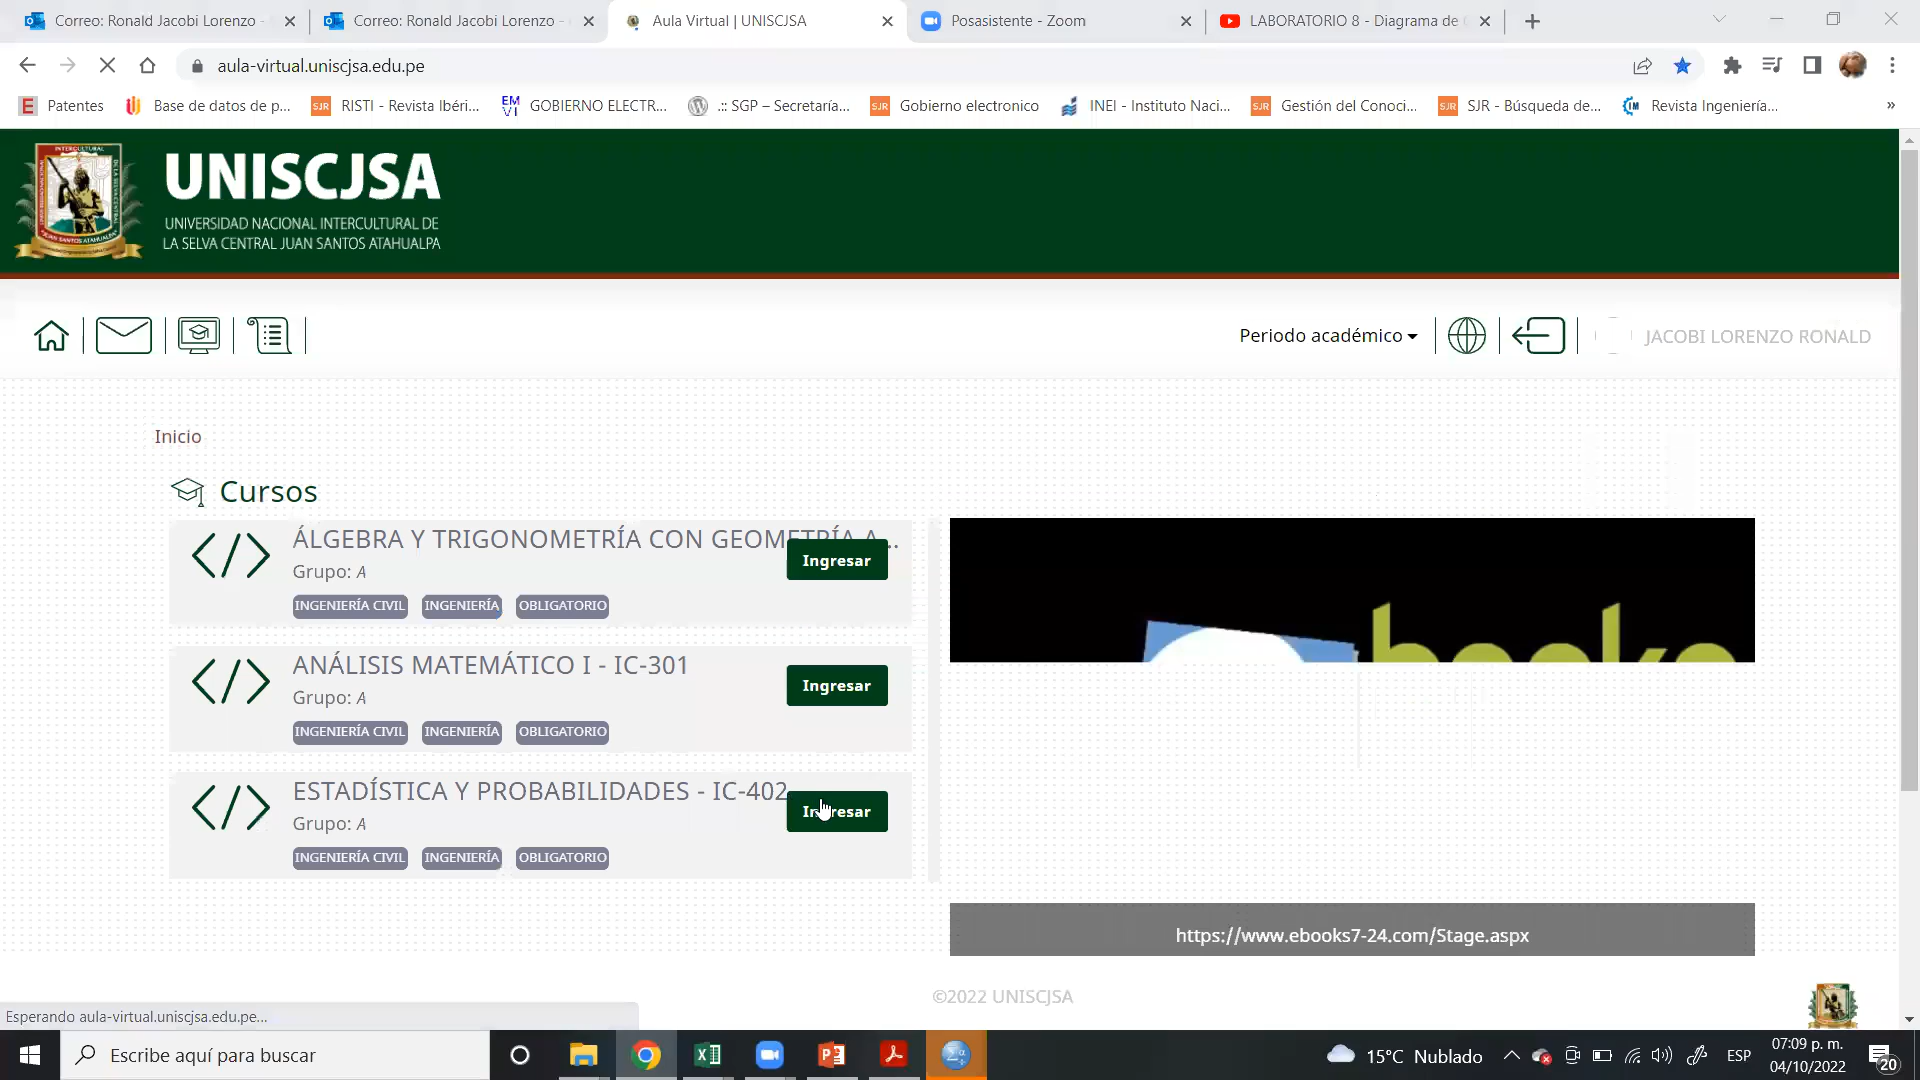 Correo: Ronald Jacobi Lorenzo -
Correo: Ronald Jacobi Lorenzo -
Aula Virtual | UNISCJSA
Posasistente - Zoom
LABORATORIO 8 - Diagrama de
aula-virtual.uniscjsa.edu.pe
Patentes
Base de datos de p...
RISTI - Revista Ibéri...
GOBIERNO ELECTR...
.:: SGP – Secretaría...
Gobierno electronico
INEI - Instituto Naci...
Gestión del Conoci...
SJR - Búsqueda de...
Revista Ingeniería...
»
UNISCJSA
UNIVERSIDAD NACIONAL INTERCULTURAL DE
LA SELVA CENTRAL JUAN SANTOS ATAHUALPA
Periodo académico
JACOBI LORENZO RONALD
Inicio
Cursos
ÁLGEBRA Y TRIGONOMETRÍA CON GEOMETRÍA A...
Grupo: A
Ingresar
INGENIERÍA CIVIL INGENIERÍA OBLIGATORIO
ANÁLISIS MATEMÁTICO I - IC-301
Grupo: A
Ingresar
INGENIERÍA CIVIL INGENIERÍA OBLIGATORIO
ESTADÍSTICA Y PROBABILIDADES - IC-402
Grupo: A
Ingresar
INGENIERÍA CIVIL INGENIERÍA OBLIGATORIO
books
https://www.ebooks7-24.com/Stage.aspx
©2022 UNISCJSA
Esperando aula-virtual.uniscjsa.edu.pe...
Escribe aquí para buscar
15°C Nublado
ESP
07:09 p. m.
04/10/2022
20